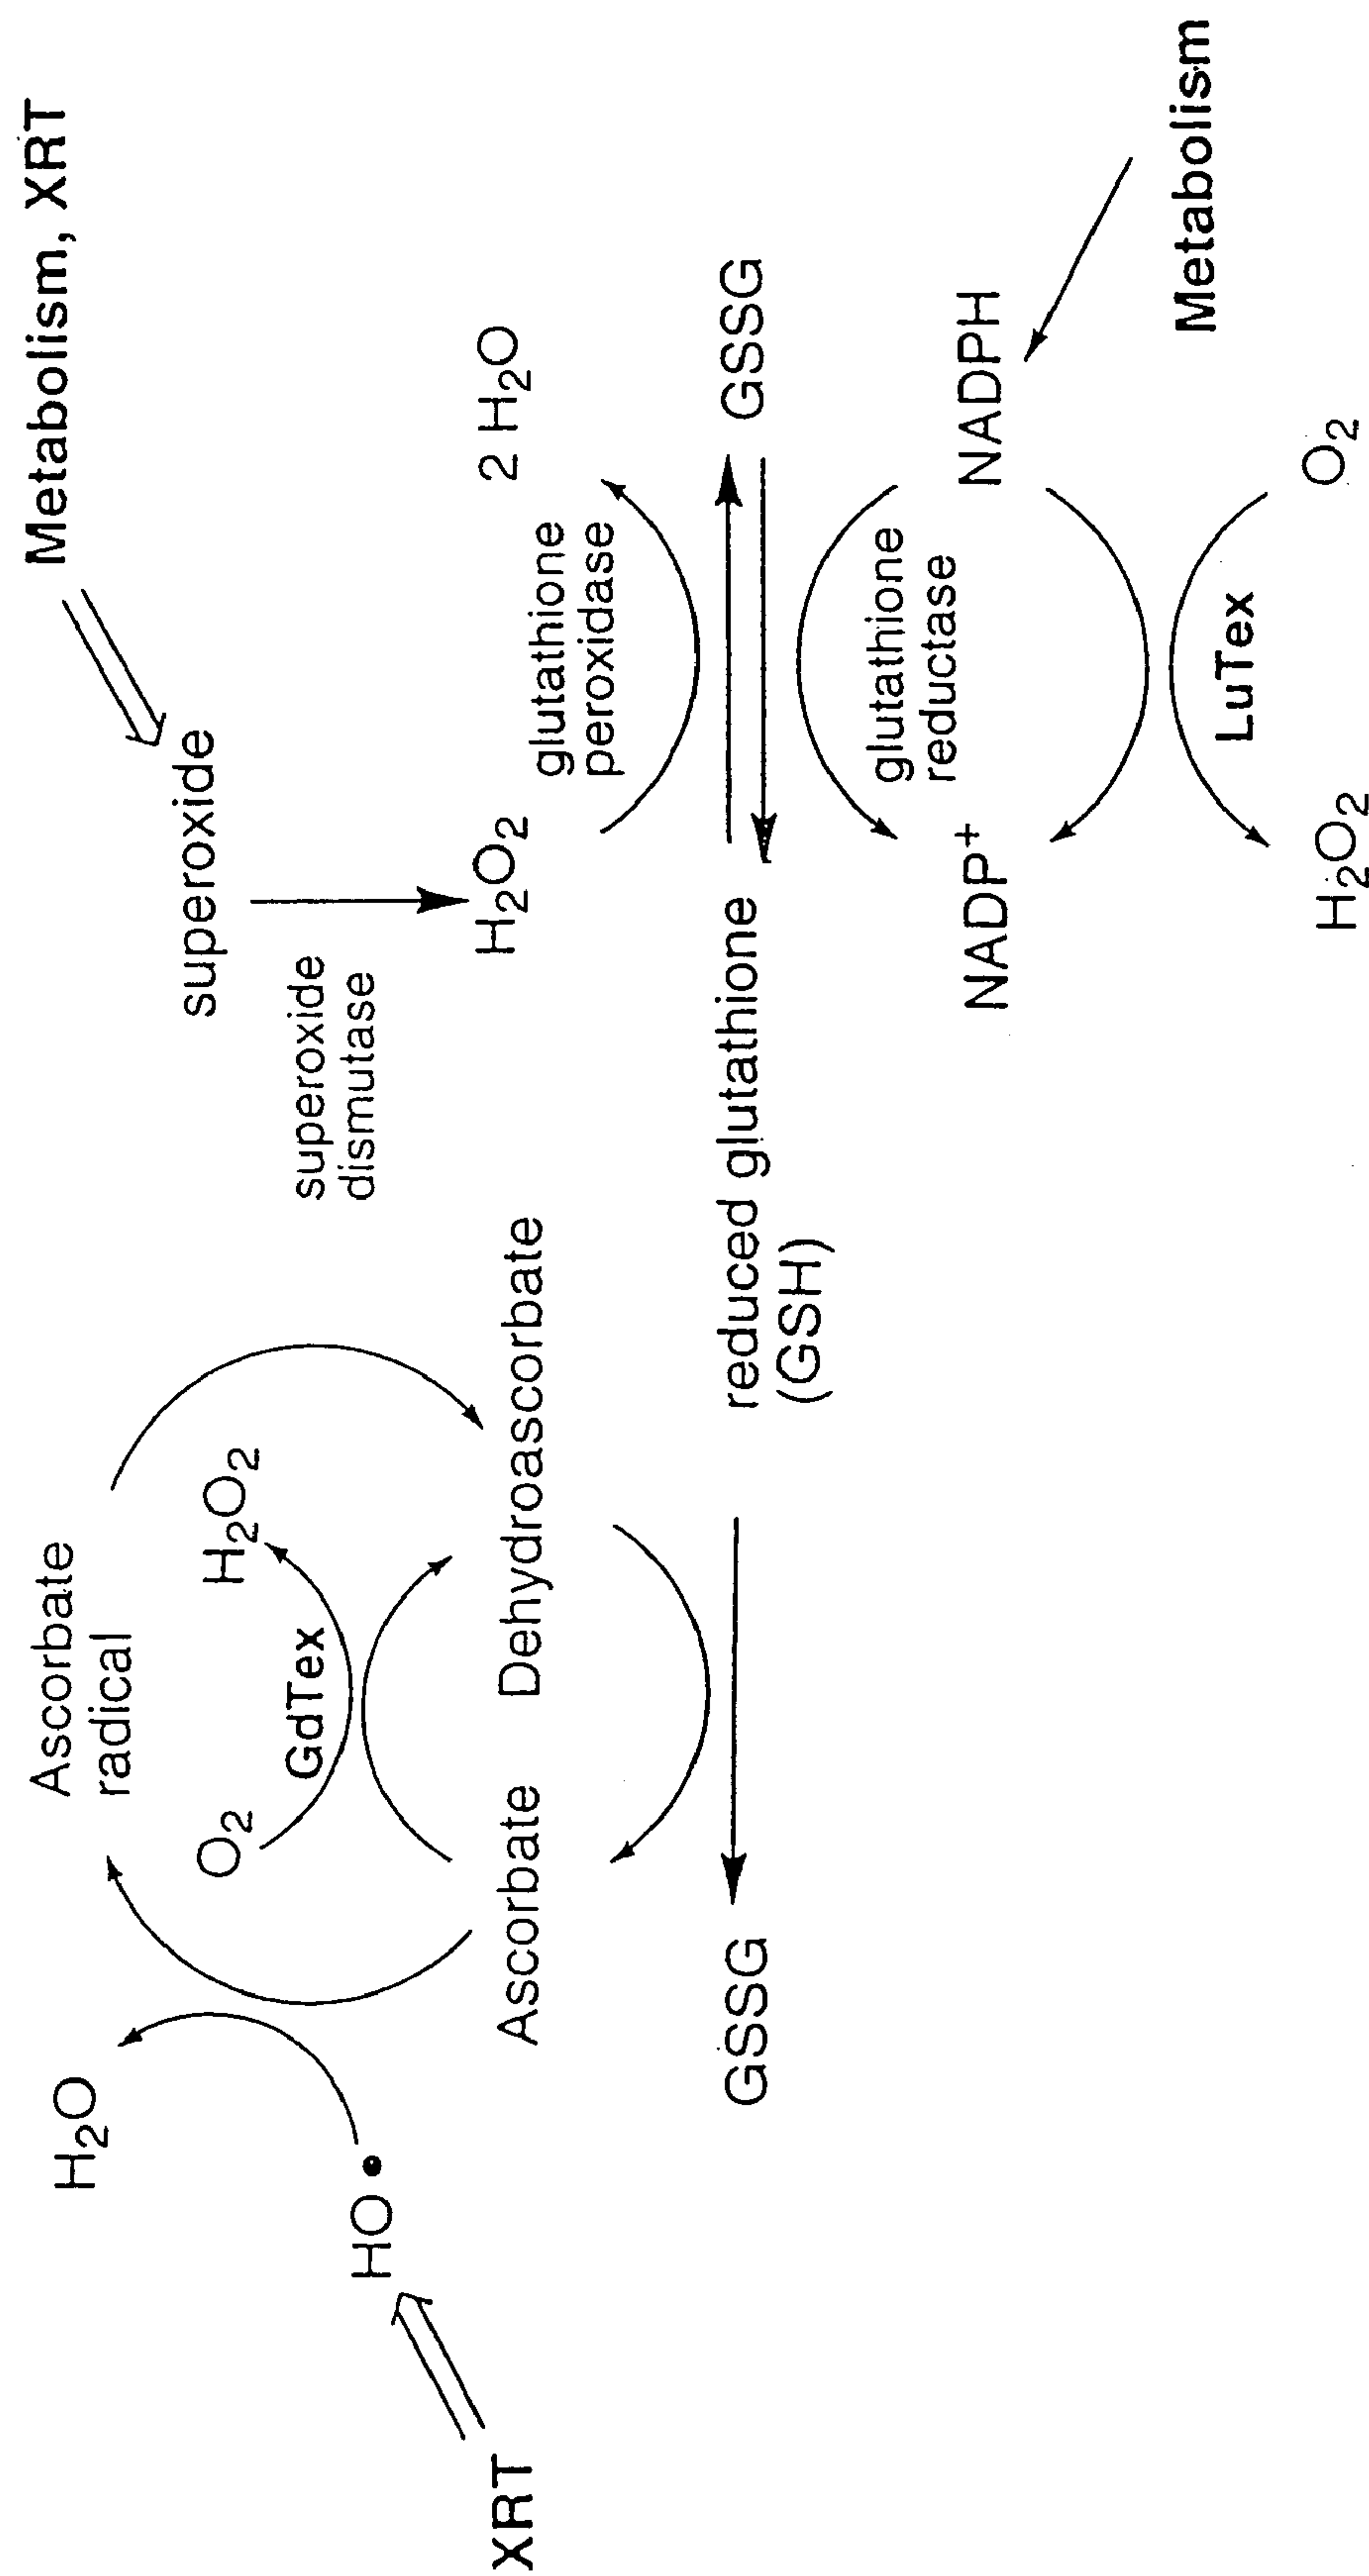 Metabolism, XRT
Ascorbate
radical
H₂O
superoxide
O₂
H₂O₂
GdTex
superoxide
dismutase
HO•
XRT
Ascorbate
Dehydroascorbate
H₂O₂
2 H₂O
glutathione
peroxidase
GSSG
reduced glutathione
(GSH)
GSSG
glutathione
reductase
NADP⁺
NADPH
Metabolism
LuTex
H₂O₂
O₂